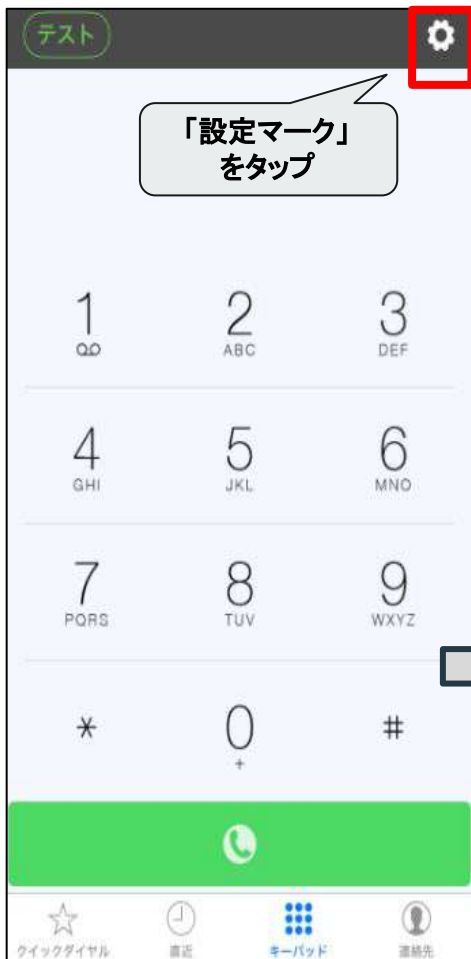 テスト
「設定マーク」
をタップ
1 2 3
ABC DEF
4 5 6
GHI JKL MNO
7 8 9
PQRS TUV WXYZ
* 0 #
+
クイックダイヤル 直近 キーパッド 連絡先